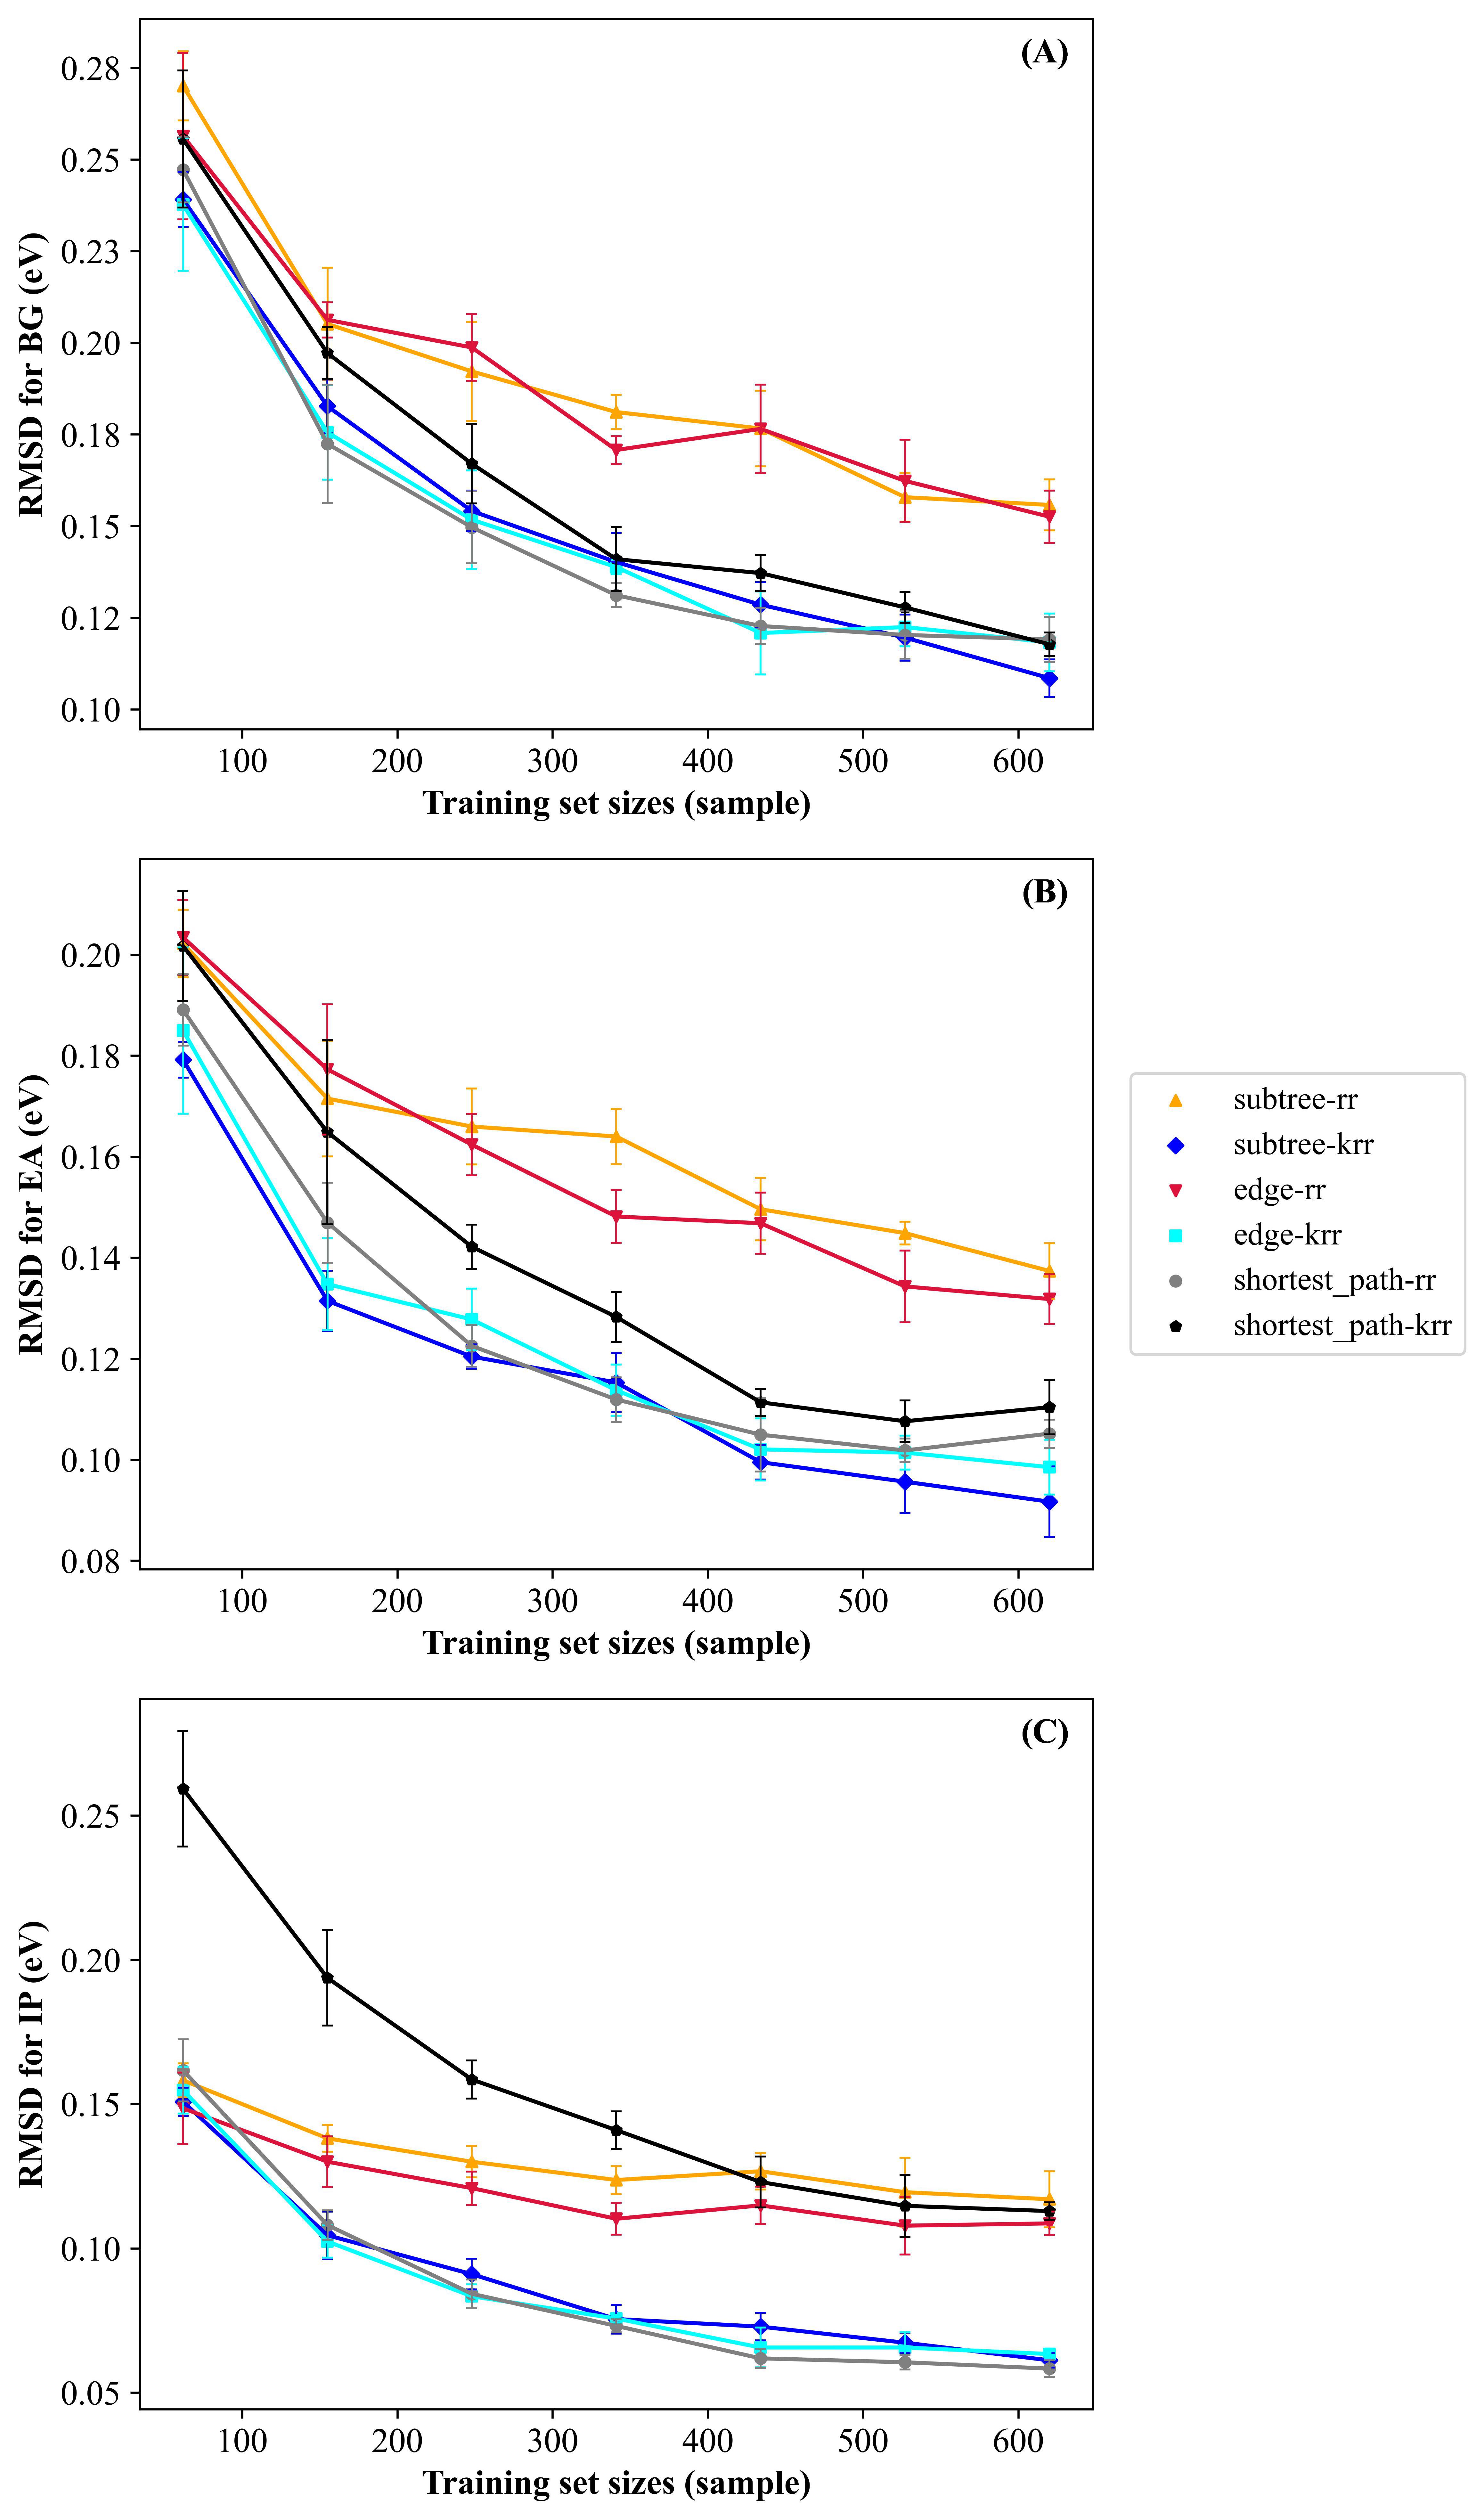 (A)
RMSD for BG (eV)
0.28
0.25
0.23
0.20
0.18
0.15
0.12
0.10
100 200 300 400 500 600
Training set sizes (sample)
(B)
RMSD for EA (eV)
0.20
0.18
0.16
0.14
0.12
0.10
0.08
100 200 300 400 500 600
Training set sizes (sample)
subtree-rr
subtree-krr
edge-rr
edge-krr
shortest_path-rr
shortest_path-krr
(C)
RMSD for IP (eV)
0.25
0.20
0.15
0.10
0.05
100 200 300 400 500 600
Training set sizes (sample)